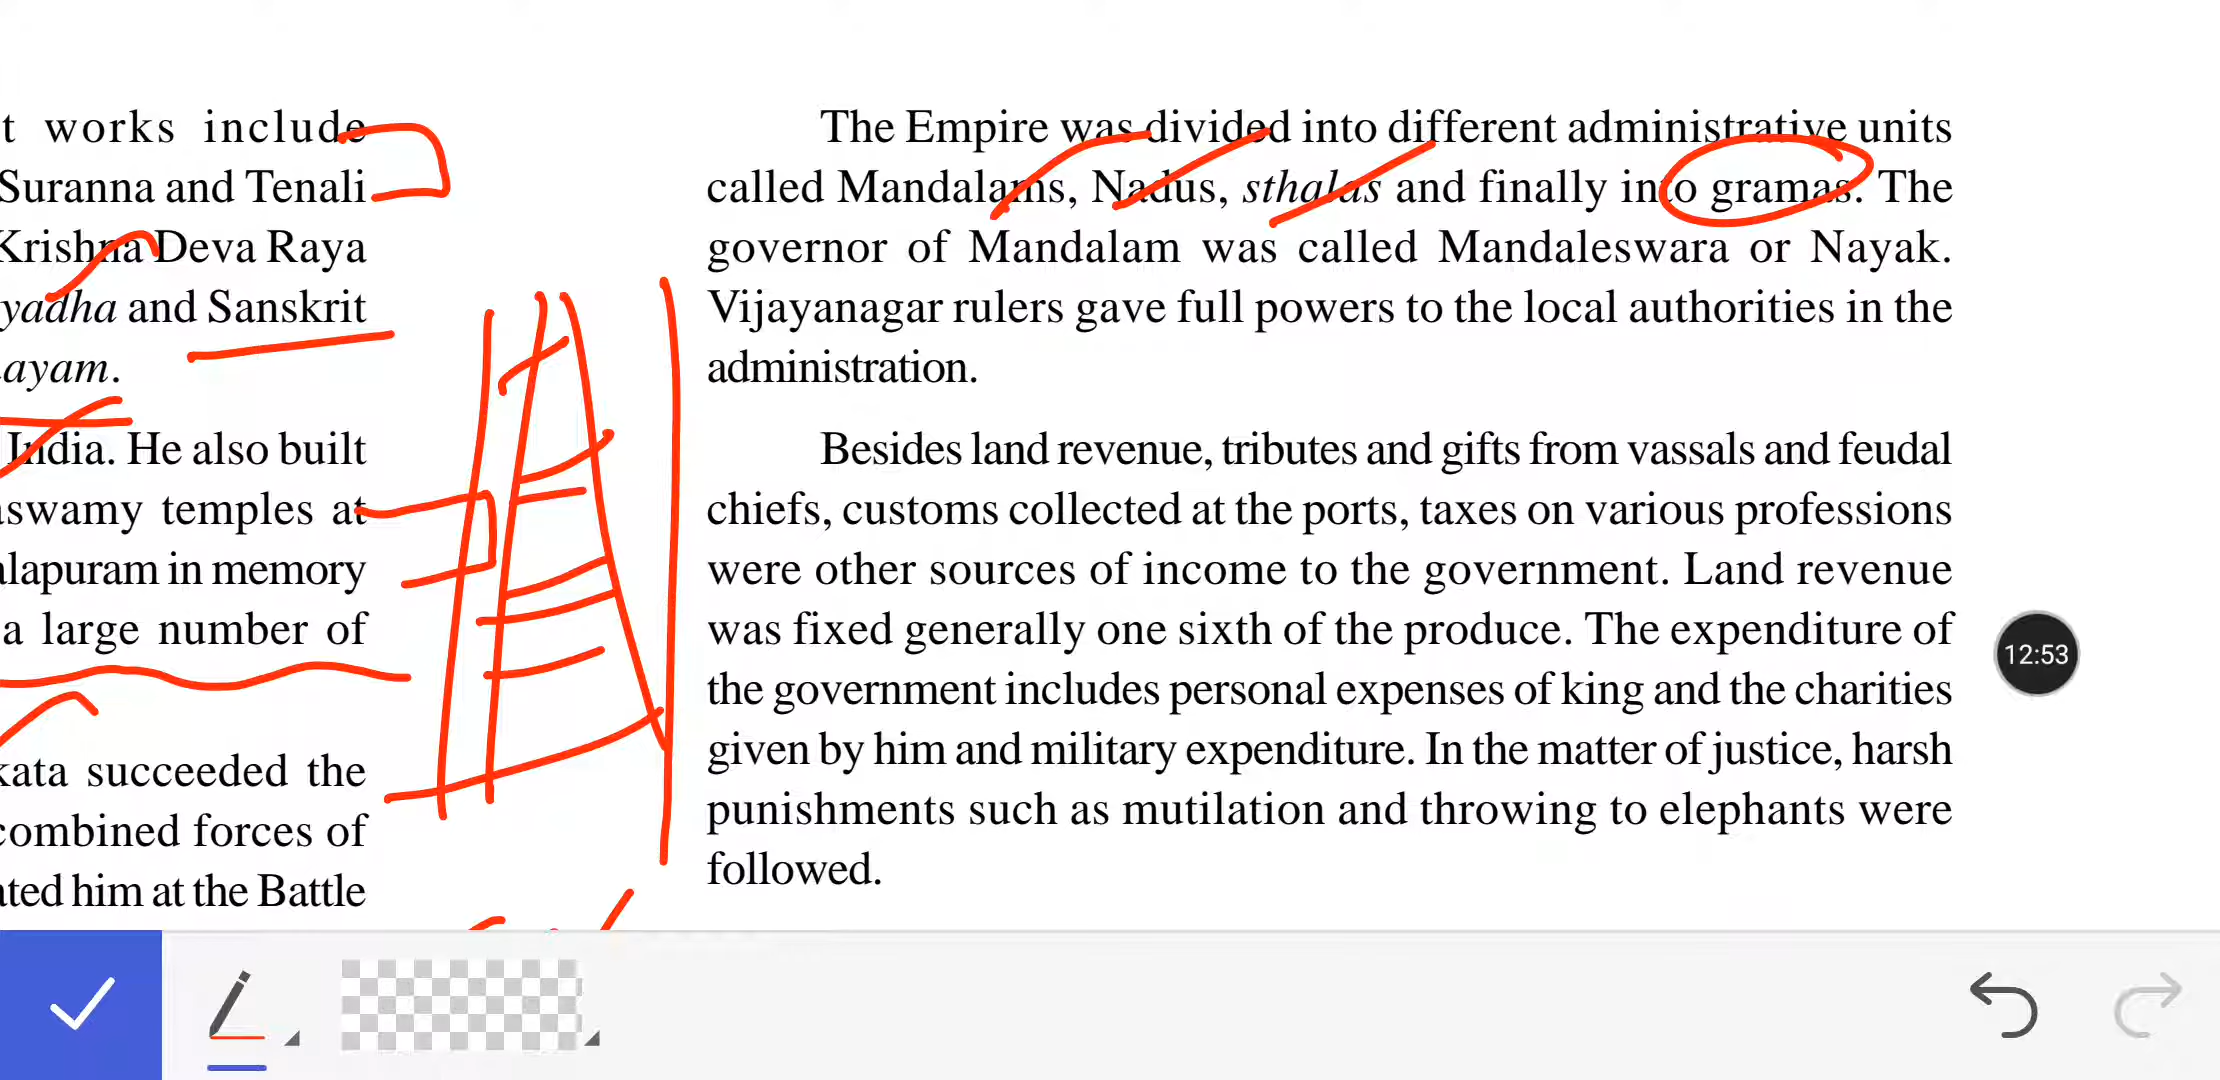 t works include
Suranna and Tenali
Krishna Deva Raya
yadha and Sanskrit
ayam.
India. He also built
aswamy temples at
alapuram in memory
a large number of
kata succeeded the
combined forces of
ated him at the Battle
The Empire was divided into different administrative units
called Mandalams, Nadus, sthalas and finally into gramas. The
governor of Mandalam was called Mandaleswara or Nayak.
Vijayanagar rulers gave full powers to the local authorities in the
administration.
Besides land revenue, tributes and gifts from vassals and feudal
chiefs, customs collected at the ports, taxes on various professions
were other sources of income to the government. Land revenue
was fixed generally one sixth of the produce. The expenditure of
the government includes personal expenses of king and the charities
given by him and military expenditure. In the matter of justice, harsh
punishments such as mutilation and throwing to elephants were
followed.
12:53